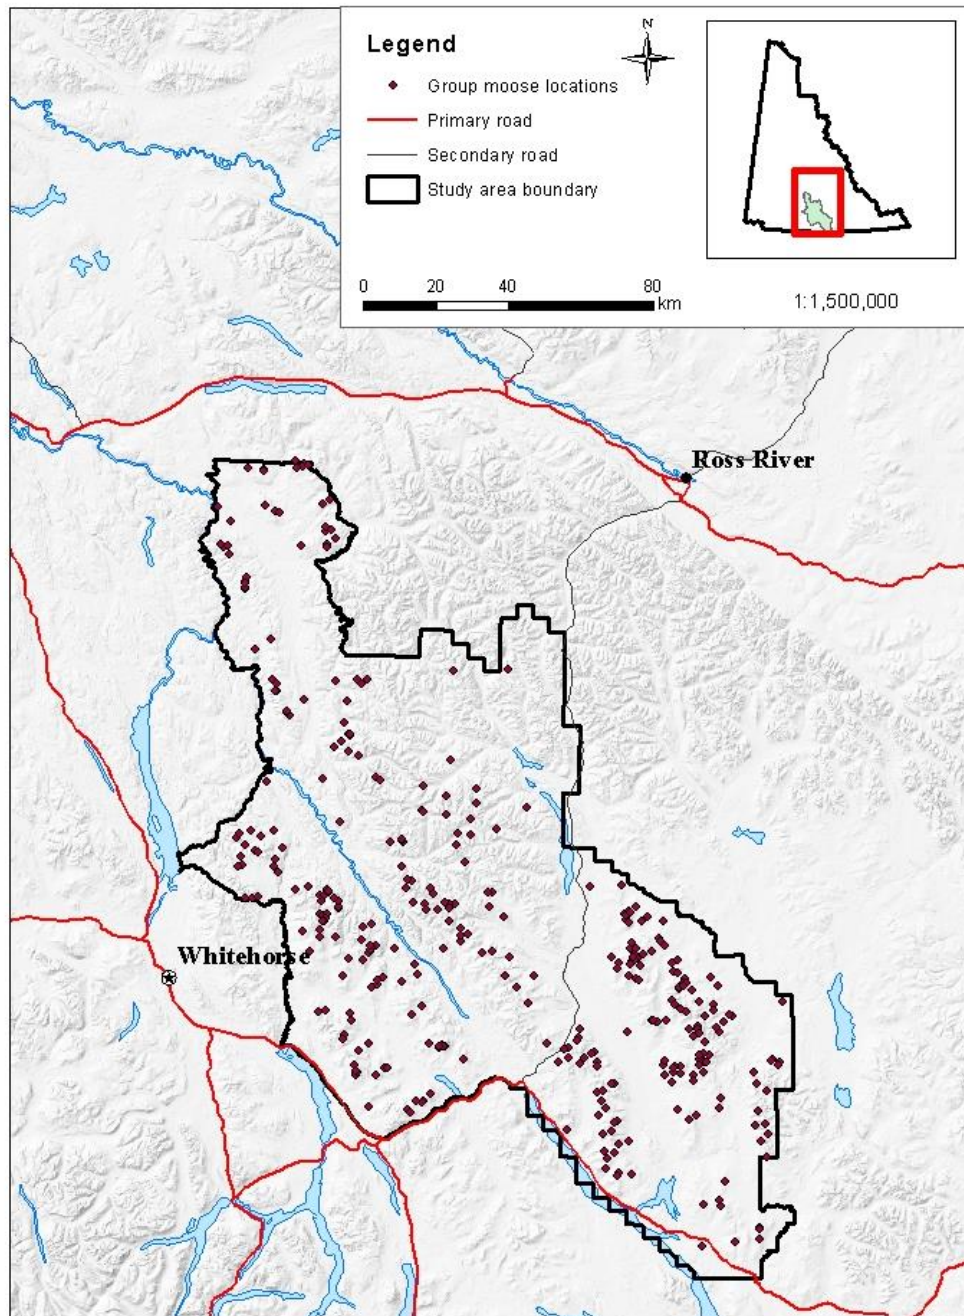 Legend
N
Group moose locations
Primary road
Secondary road
Study area boundary
0 20 40 80
km
1:1,500,000
Ross River
Whitehorse